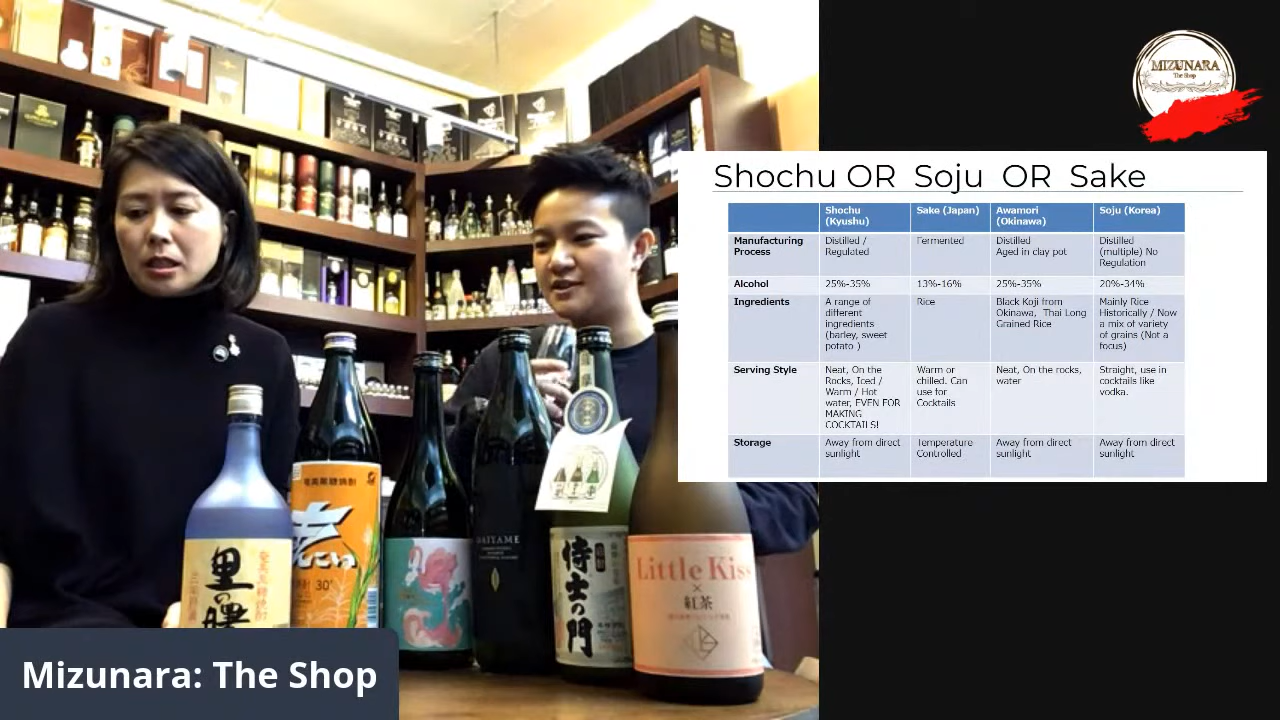 MIZUNARA
The Shop
Shochu OR Soju OR Sake
Shochu (Kyushu)
Sake (Japan)
Awamori (Okinawa)
Soju (Korea)
Manufacturing Process
Distilled / Regulated
Fermented
Distilled
Aged in clay pot
Distilled (multiple) No Regulation
Alcohol
25%-35%
13%-16%
25%-35%
20%-34%
Ingredients
A range of different ingredients (barley, sweet potato )
Rice
Black Koji from Okinawa, Thai Long Grained Rice
Mainly Rice Historically / Now a mix of variety of grains (Not a focus)
Serving Style
Neat, On the Rocks, Iced / Warm / Hot water, EVEN FOR MAKING COCKTAILS!
Warm or chilled. Can use for Cocktails
Neat, On the rocks, water
Straight, use in cocktails like vodka.
Storage
Away from direct sunlight
Temperature Controlled
Away from direct sunlight
Away from direct sunlight
里の曙
奄美黒糖焼酎
30°
DAIYAME
侍士の門
Little Kiss
×
紅茶
Mizunara: The Shop